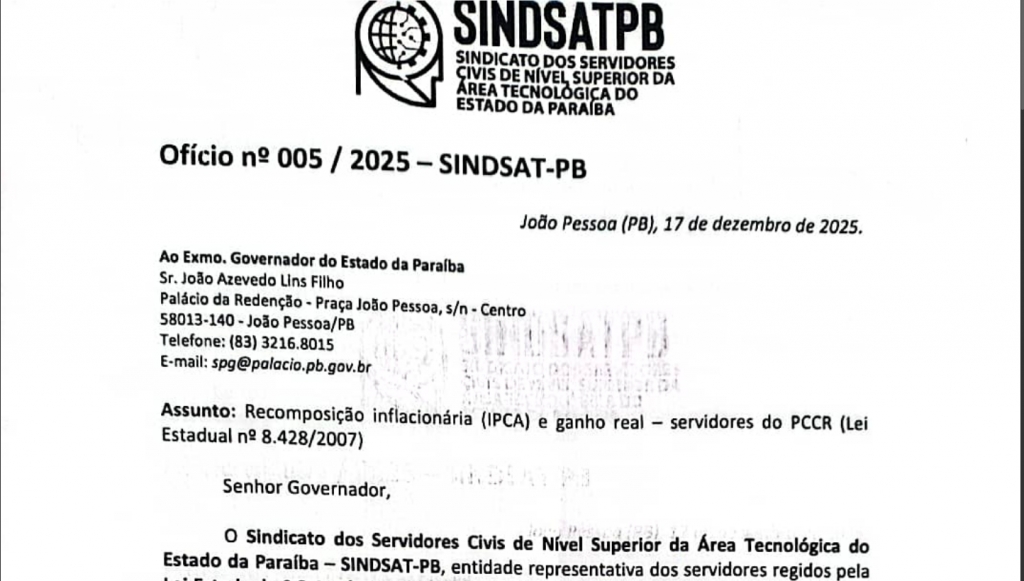 SINDSATPB
SINDICATO DOS SERVIDORES
CIVIS DE NÍVEL SUPERIOR DA
ÁREA TECNOLÓGICA DO
ESTADO DA PARAÍBA
Ofício nº 005 / 2025 – SINDSAT-PB
João Pessoa (PB), 17 de dezembro de 2025.
Ao Exmo. Governador do Estado da Paraíba
Sr. João Azevedo Lins Filho
Palácio da Redenção - Praça João Pessoa, s/n - Centro
58013-140 - João Pessoa/PB
Telefone: (83) 3216.8015
E-mail: spg@palacio.pb.gov.br
Assunto: Recomposição inflacionária (IPCA) e ganho real – servidores do PCCR (Lei
Estadual nº 8.428/2007)
Senhor Governador,
O Sindicato dos Servidores Civis de Nível Superior da Área Tecnológica do
Estado da Paraíba – SINDSAT-PB, entidade representativa dos servidores regidos pela